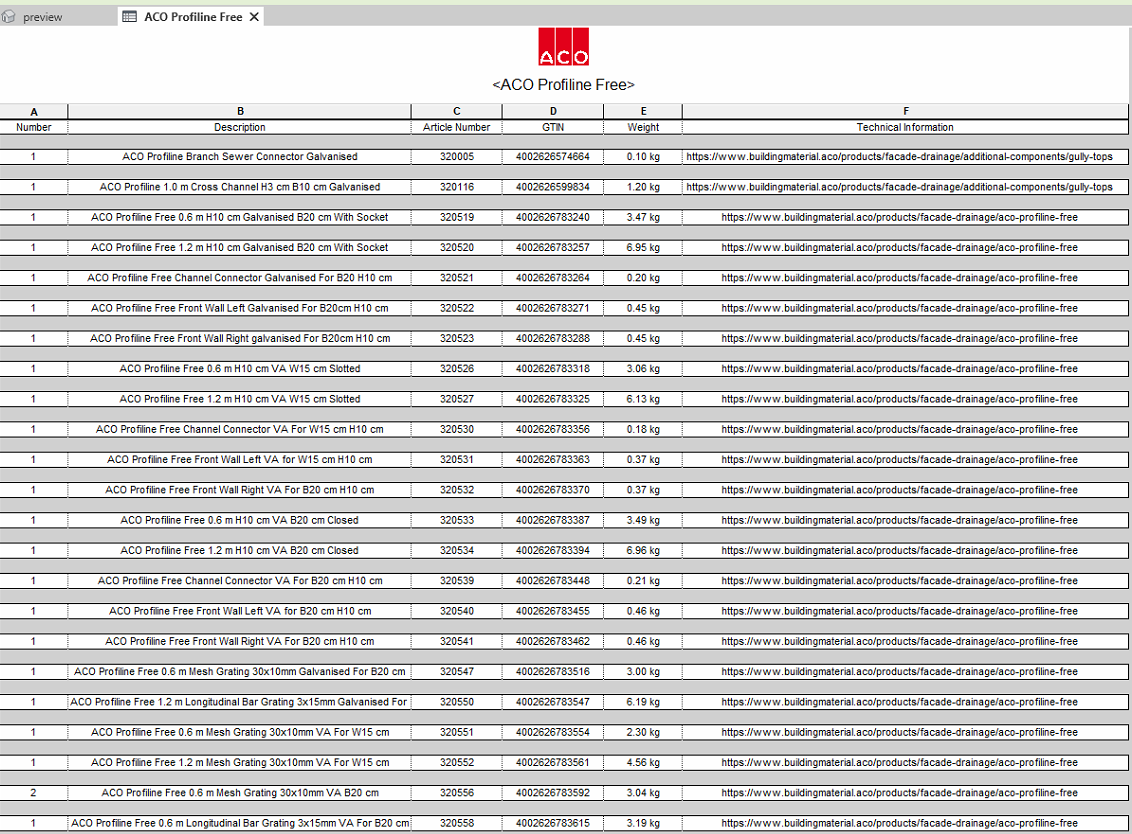 preview
ACO Profiline Free
ACO
<ACO Profiline Free>
A B C D E F
Number Description Article Number GTIN Weight Technical Information
1 ACO Profiline Branch Sewer Connector Galvanised 320005 4002626574664 0.10 kg https://www.buildingmaterial.aco/products/facade-drainage/additional-components/gully-tops
1 ACO Profiline 1.0 m Cross Channel H3 cm B10 cm Galvanised 320116 4002626599834 1.20 kg https://www.buildingmaterial.aco/products/facade-drainage/additional-components/gully-tops
1 ACO Profiline Free 0.6 m H10 cm Galvanised B20 cm With Socket 320519 4002626783240 3.47 kg https://www.buildingmaterial.aco/products/facade-drainage/aco-profiline-free
1 ACO Profiline Free 1.2 m H10 cm Galvanised B20 cm With Socket 320520 4002626783257 6.95 kg https://www.buildingmaterial.aco/products/facade-drainage/aco-profiline-free
1 ACO Profiline Free Channel Connector Galvanised For B20 H10 cm 320521 4002626783264 0.20 kg https://www.buildingmaterial.aco/products/facade-drainage/aco-profiline-free
1 ACO Profiline Free Front Wall Left Galvanised For B20cm H10 cm 320522 4002626783271 0.45 kg https://www.buildingmaterial.aco/products/facade-drainage/aco-profiline-free
1 ACO Profiline Free Front Wall Right galvanised For B20cm H10 cm 320523 4002626783288 0.45 kg https://www.buildingmaterial.aco/products/facade-drainage/aco-profiline-free
1 ACO Profiline Free 0.6 m H10 cm VA W15 cm Slotted 320526 4002626783318 3.06 kg https://www.buildingmaterial.aco/products/facade-drainage/aco-profiline-free
1 ACO Profiline Free 1.2 m H10 cm VA W15 cm Slotted 320527 4002626783325 6.13 kg https://www.buildingmaterial.aco/products/facade-drainage/aco-profiline-free
1 ACO Profiline Free Channel Connector VA For W15 cm H10 cm 320530 4002626783356 0.18 kg https://www.buildingmaterial.aco/products/facade-drainage/aco-profiline-free
1 ACO Profiline Free Front Wall Left VA for W15 cm H10 cm 320531 4002626783363 0.37 kg https://www.buildingmaterial.aco/products/facade-drainage/aco-profiline-free
1 ACO Profiline Free Front Wall Right VA For B20 cm H10 cm 320532 4002626783370 0.37 kg https://www.buildingmaterial.aco/products/facade-drainage/aco-profiline-free
1 ACO Profiline Free 0.6 m H10 cm VA B20 cm Closed 320533 4002626783387 3.49 kg https://www.buildingmaterial.aco/products/facade-drainage/aco-profiline-free
1 ACO Profiline Free 1.2 m H10 cm VA B20 cm Closed 320534 4002626783394 6.96 kg https://www.buildingmaterial.aco/products/facade-drainage/aco-profiline-free
1 ACO Profiline Free Channel Connector VA For B20 cm H10 cm 320539 4002626783448 0.21 kg https://www.buildingmaterial.aco/products/facade-drainage/aco-profiline-free
1 ACO Profiline Free Front Wall Left VA for B20 cm H10 cm 320540 4002626783455 0.46 kg https://www.buildingmaterial.aco/products/facade-drainage/aco-profiline-free
1 ACO Profiline Free Front Wall Right VA For B20 cm H10 cm 320541 4002626783462 0.46 kg https://www.buildingmaterial.aco/products/facade-drainage/aco-profiline-free
1 ACO Profiline Free 0.6 m Mesh Grating 30x10mm Galvanised For B20 cm 320547 4002626783516 3.00 kg https://www.buildingmaterial.aco/products/facade-drainage/aco-profiline-free
1 ACO Profiline Free 1.2 m Longitudinal Bar Grating 3x15mm Galvanised For 320550 4002626783547 6.19 kg https://www.buildingmaterial.aco/products/facade-drainage/aco-profiline-free
1 ACO Profiline Free 0.6 m Mesh Grating 30x10mm VA For W15 cm 320551 4002626783554 2.30 kg https://www.buildingmaterial.aco/products/facade-drainage/aco-profiline-free
1 ACO Profiline Free 1.2 m Mesh Grating 30x10mm VA For W15 cm 320552 4002626783561 4.56 kg https://www.buildingmaterial.aco/products/facade-drainage/aco-profiline-free
2 ACO Profiline Free 0.6 m Mesh Grating 30x10mm VA B20 cm 320556 4002626783592 3.04 kg https://www.buildingmaterial.aco/products/facade-drainage/aco-profiline-free
1 ACO Profiline Free 0.6 m Longitudinal Bar Grating 3x15mm VA For B20 cm 320558 4002626783615 3.19 kg https://www.buildingmaterial.aco/products/facade-drainage/aco-profiline-free